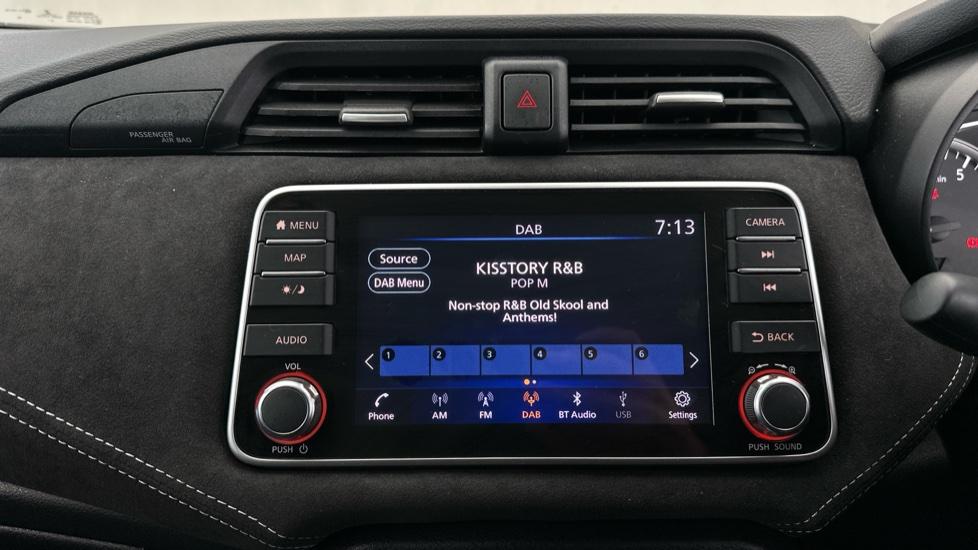 PASSENGER
AIR BAG
MENU
MAP
AUDIO
VOL
PUSH
DAB
7:13
Source
DAB Menu
KISSTORY R&B
POP M
Non-stop R&B Old Skool and
Anthems!
1 2 3 4 5 6
Phone AM FM DAB BT Audio USB Settings
CAMERA
BACK
PUSH SOUND
5